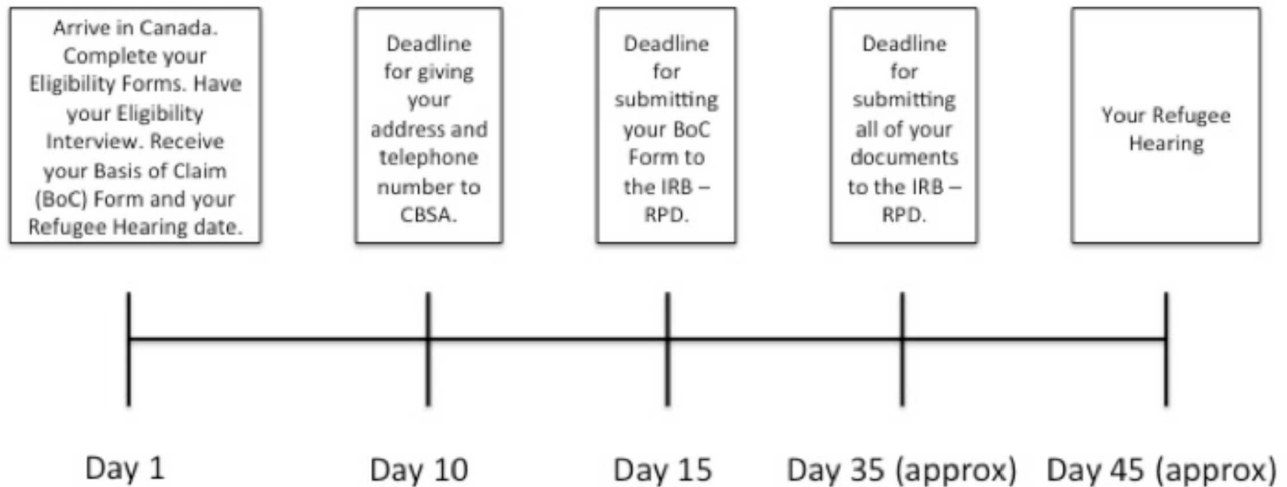 Arrive in Canada.
Complete your
Eligibility Forms. Have
your Eligibility
Interview. Receive
your Basis of Claim
(BoC) Form and your
Refugee Hearing date.
Deadline
for giving
your
address and
telephone
number to
CBSA.
Deadline
for
submitting
your BoC
Form to
the IRB –
RPD.
Deadline
for
submitting
all of your
documents
to the IRB –
RPD.
Your Refugee
Hearing
Day 1
Day 10
Day 15
Day 35 (approx)
Day 45 (approx)